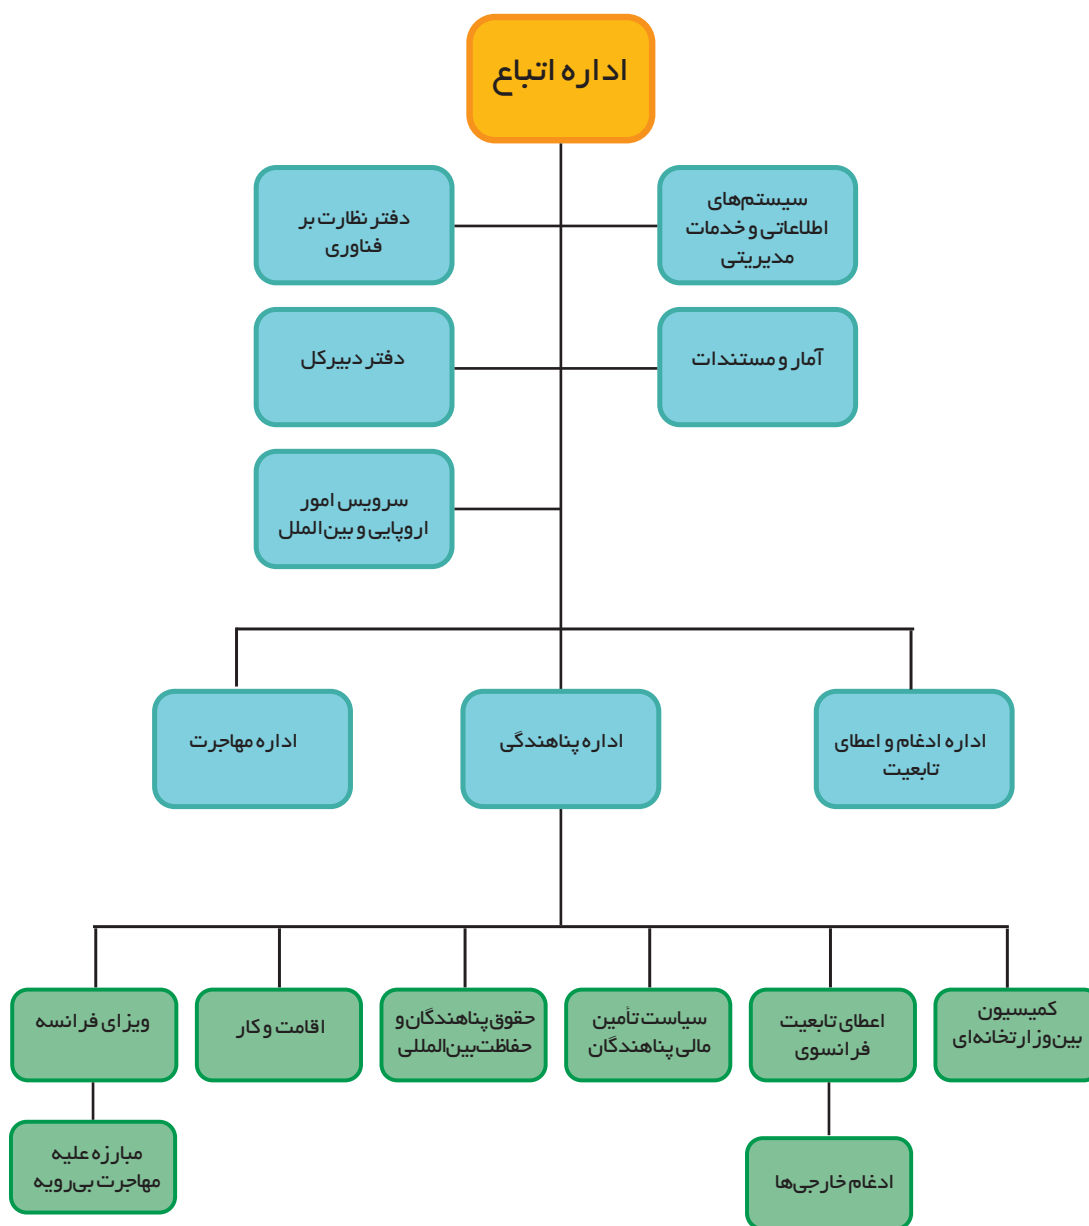 اداره اتباع
سیستم‌های
اطلاعاتی و خدمات
مدیریتی
دفتر نظارت بر
فناوری
آمار و مستندات
دفتر دبیرکل
سرویس امور
اروپایی و بین‌الملل
اداره ادغام و اعطای
تابعیت
اداره پناهندگی
اداره مهاجرت
کمیسیون
بین‌وزارتخانه‌ای
اعطای تابعیت
فرانسوی
سیاست تأمین
مالی پناهندگان
حقوق پناهندگان و
حفاظت‌بین‌المللی
اقامت و کار
ویزای فرانسه
ادغام خارجی‌ها
مبارزه علیه
مهاجرت بی‌رویه